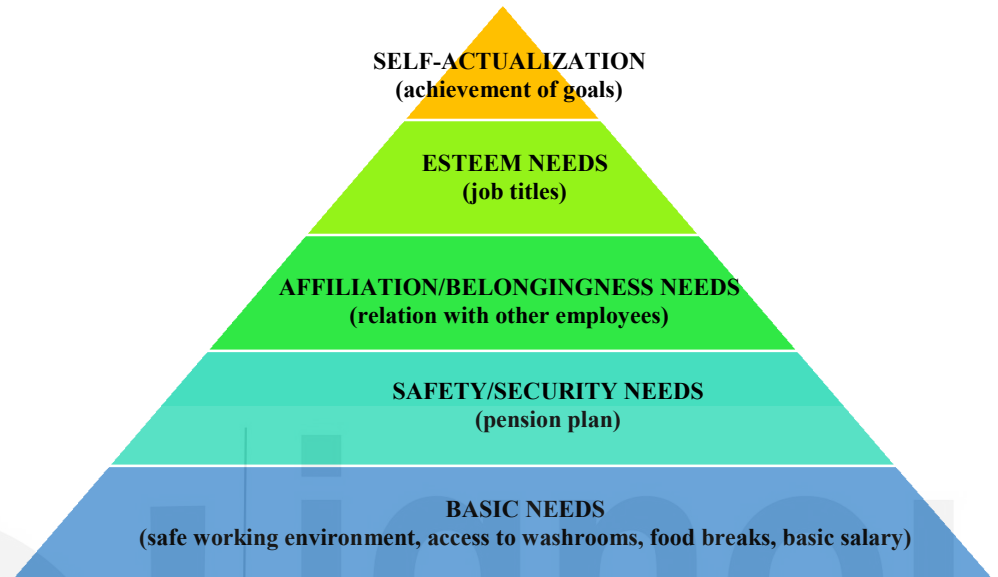 SELF-ACTUALIZATION
(achievement of goals)
ESTEEM NEEDS
(job titles)
AFFILIATION/BELONGINGNESS NEEDS
(relation with other employees)
SAFETY/SECURITY NEEDS
(pension plan)
BASIC NEEDS
(safe working environment, access to washrooms, food breaks, basic salary)